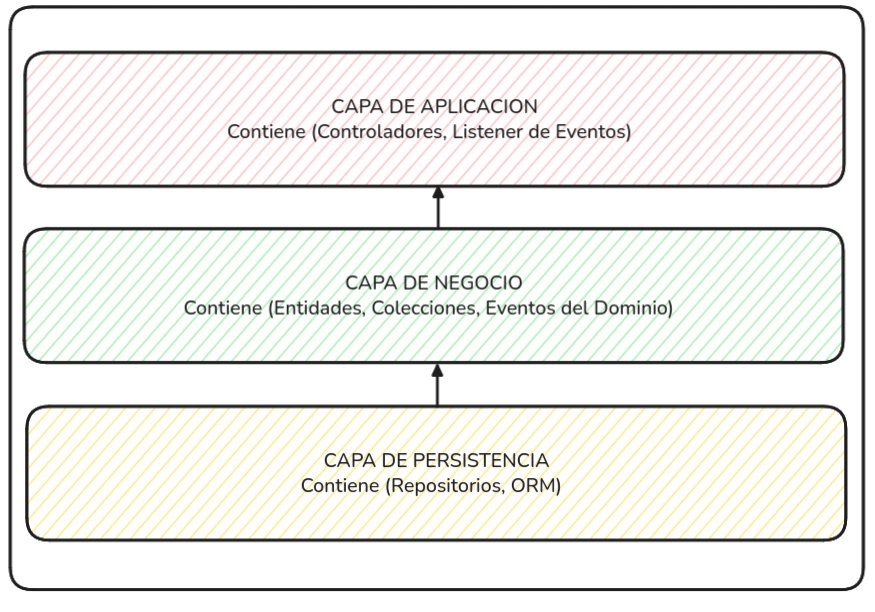 CAPA DE APLICACION
Contiene (Controladores, Listener de Eventos)
CAPA DE NEGOCIO
Contiene (Entidades, Colecciones, Eventos del Dominio)
CAPA DE PERSISTENCIA
Contiene (Repositorios, ORM)